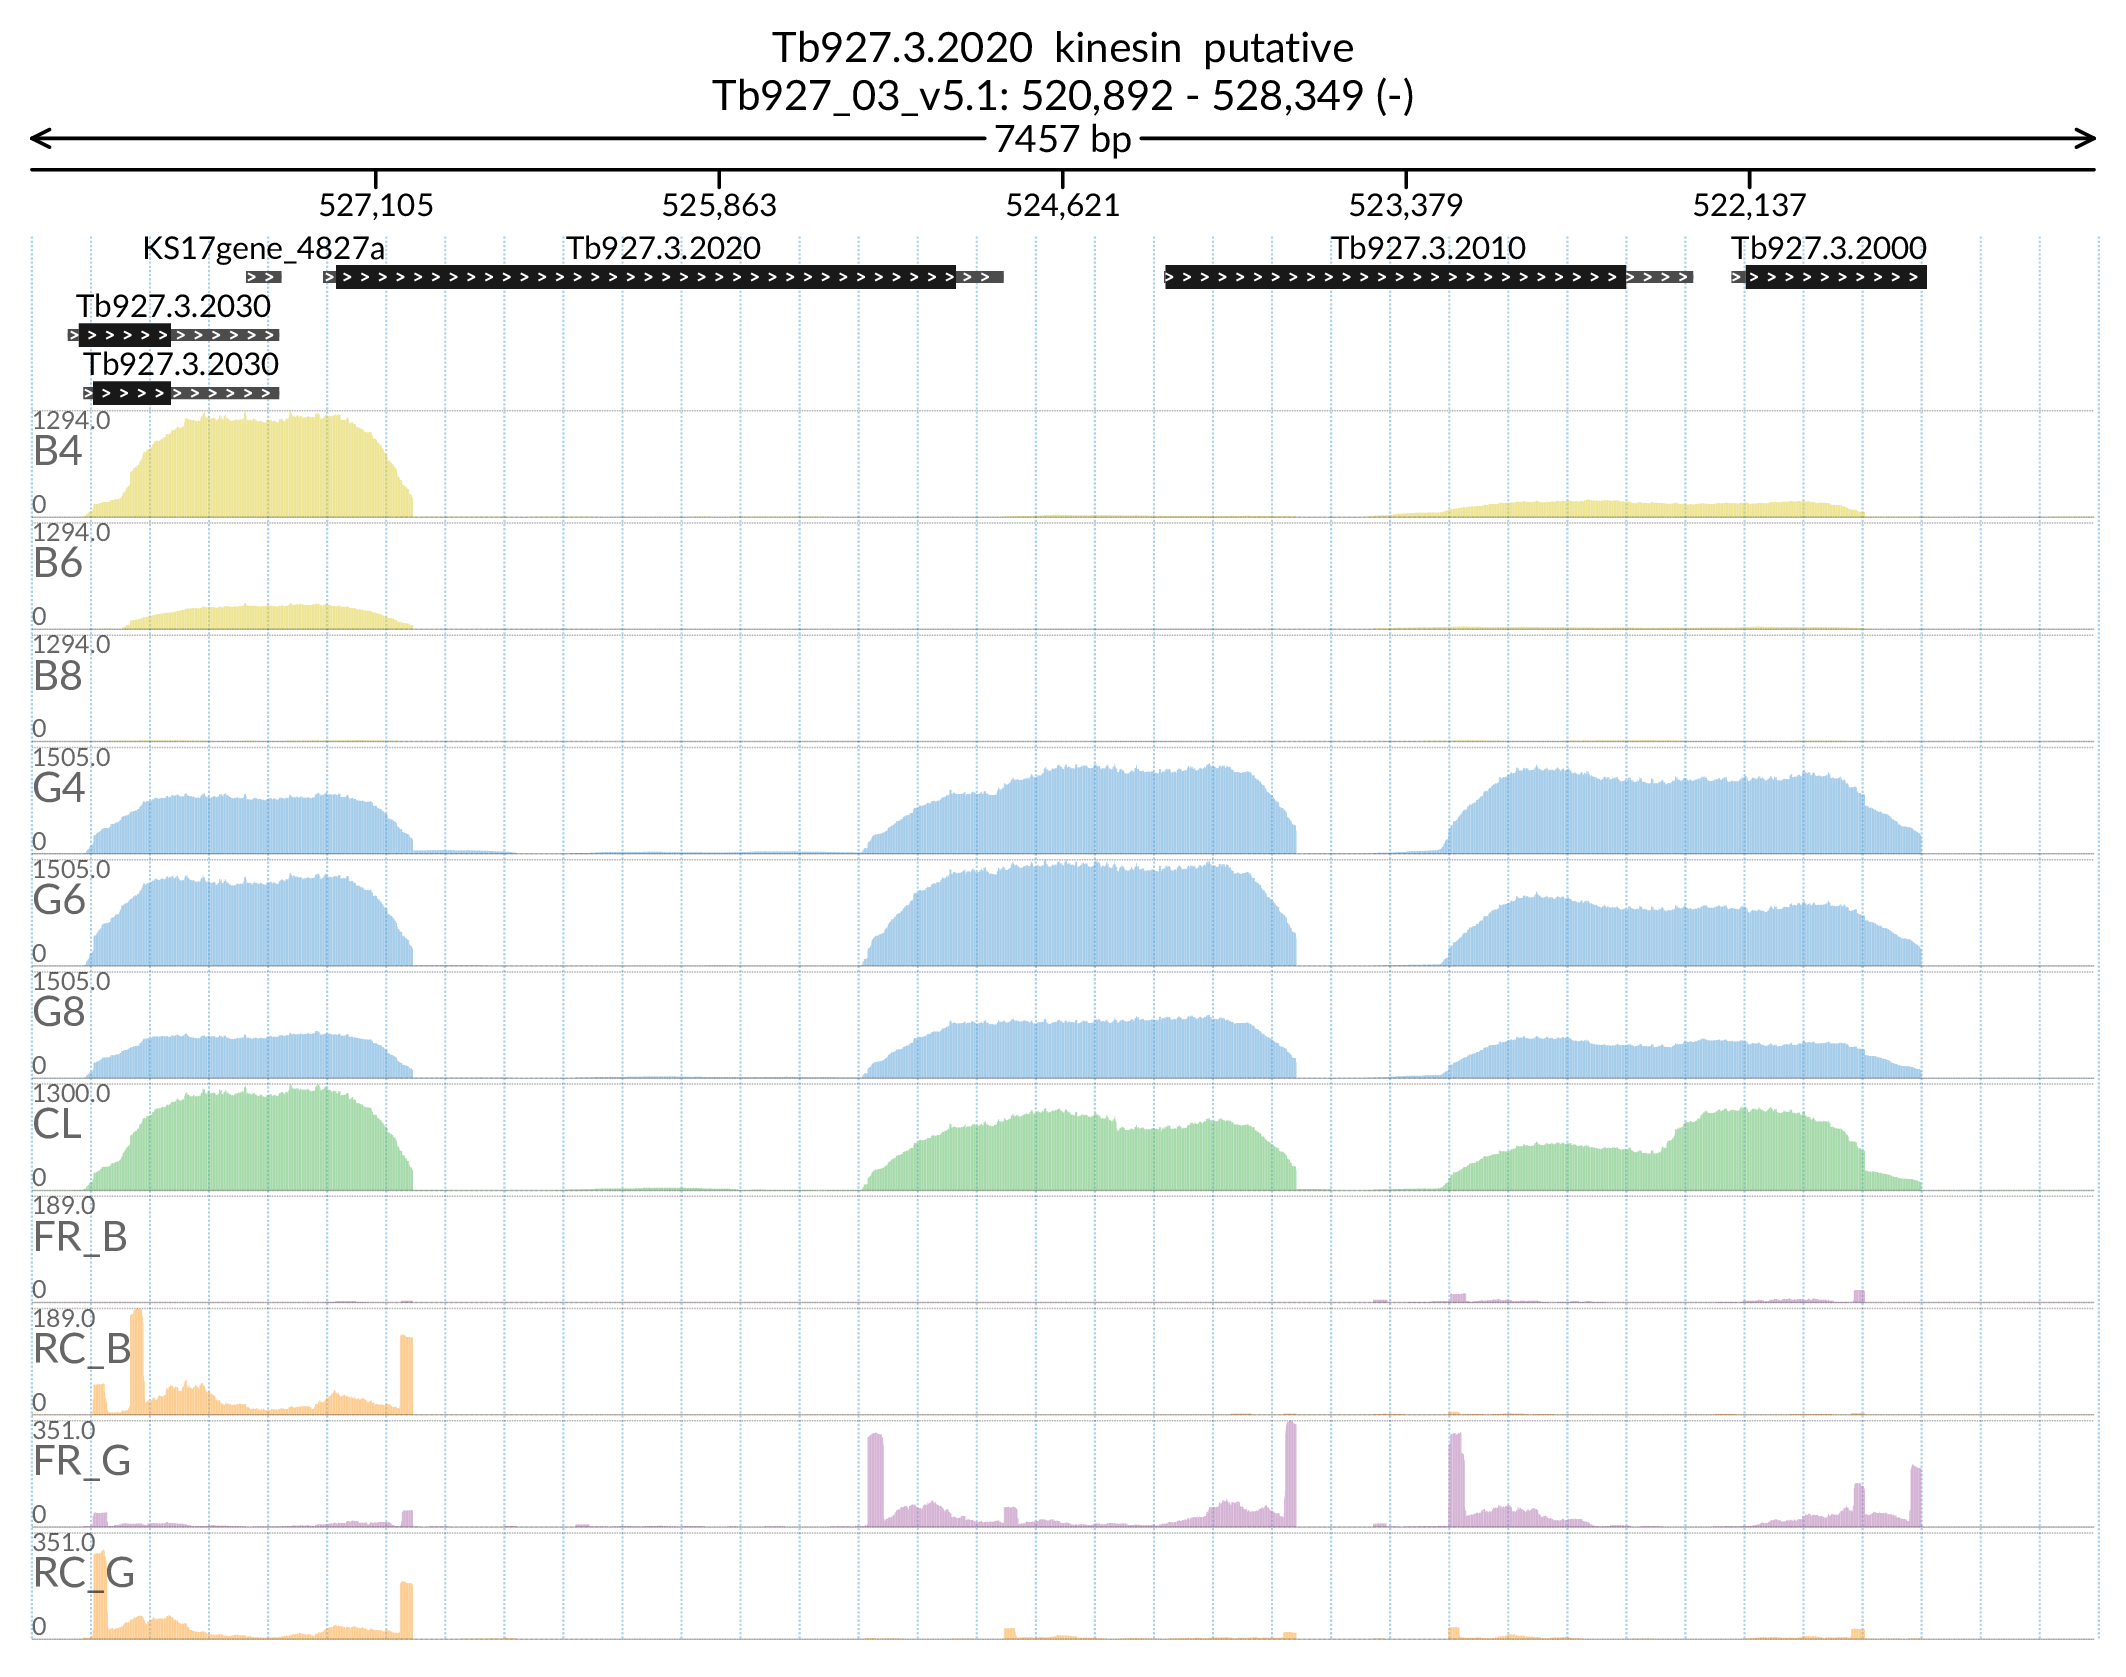 Tb927.3.2020 kinesin putative
Tb927_03_v5.1: 520,892 - 528,349 (-)
7457 bp
527,105 525,863 524,621 523,379 522,137
KS17gene_4827a Tb927.3.2020 Tb927.3.2010 Tb927.3.2000
Tb927.3.2030
Tb927.3.2030
1294.0
B4
0
1294.0
B6
0
1294.0
B8
0
1505.0
G4
0
1505.0
G6
0
1505.0
G8
0
1300.0
CL
0
189.0
FR_B
0
189.0
RC_B
0
351.0
FR_G
0
351.0
RC_G
0